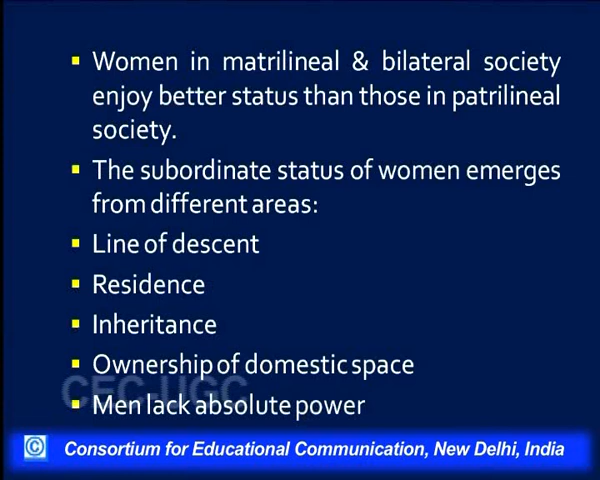 Women in matrilineal & bilateral society
enjoy better status than those in patrilineal
society.
The subordinate status of women emerges
from different areas:
Line of descent
Residence
Inheritance
Ownership of domestic space
CEC-UGC
Men lack absolute power
© Consortium for Educational Communication, New Delhi, India